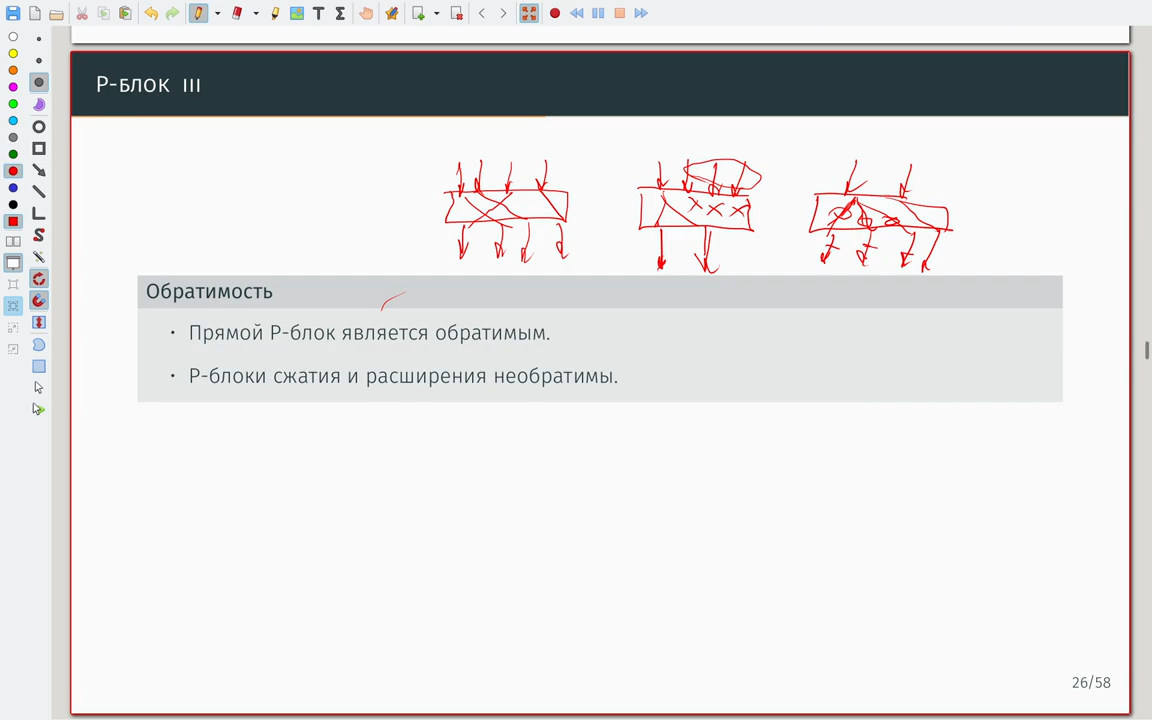 P-БЛОК III
Обратимость
· Прямой P-блок является обратимым.
· P-блоки сжатия и расширения необратимы.
26/58